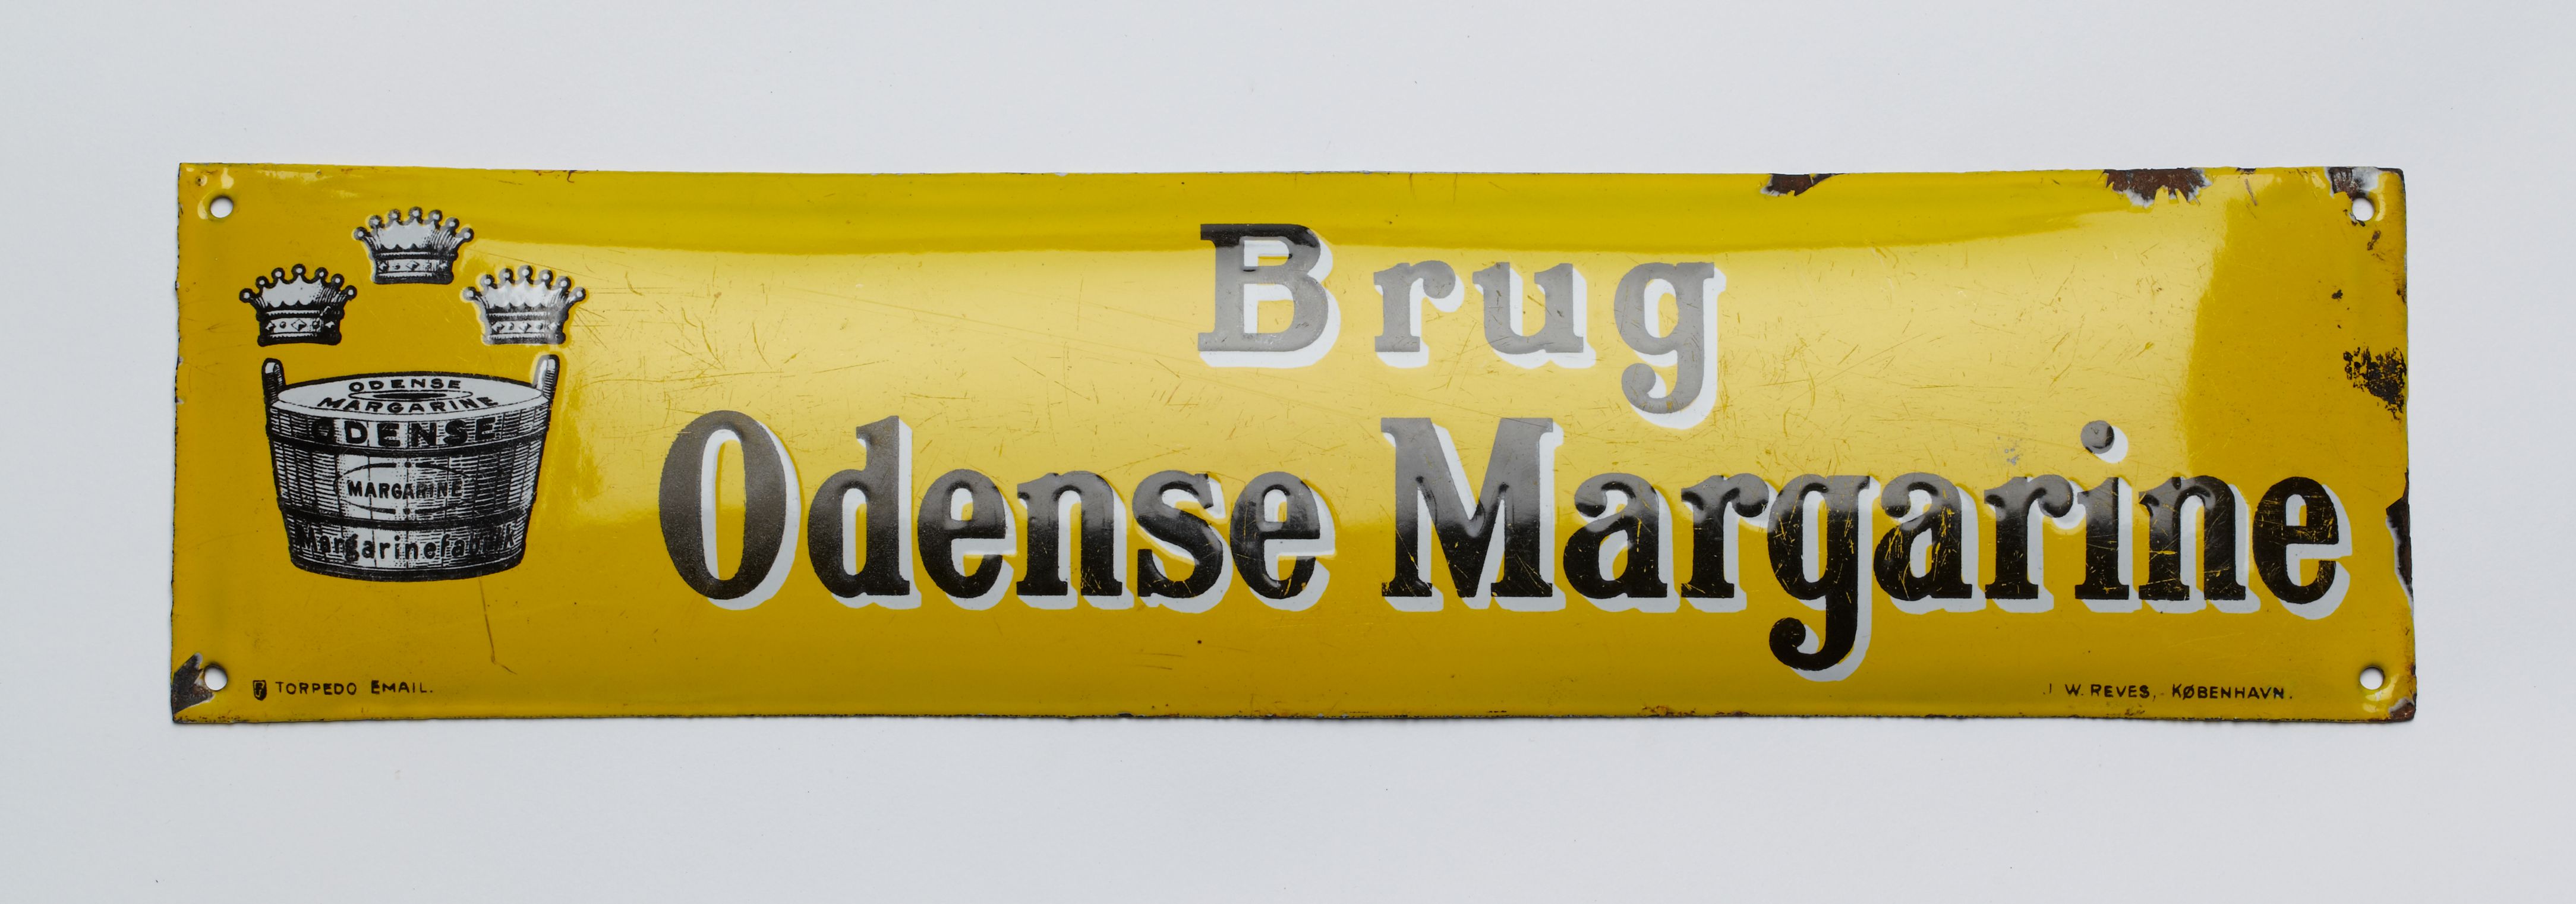 Brug
Odense Margarine
ODENSE
MARGARINE
ODENSE
MARGARINE
Margarinefabrik
TORPEDO EMAIL.
W. REVES, KØBENHAVN.